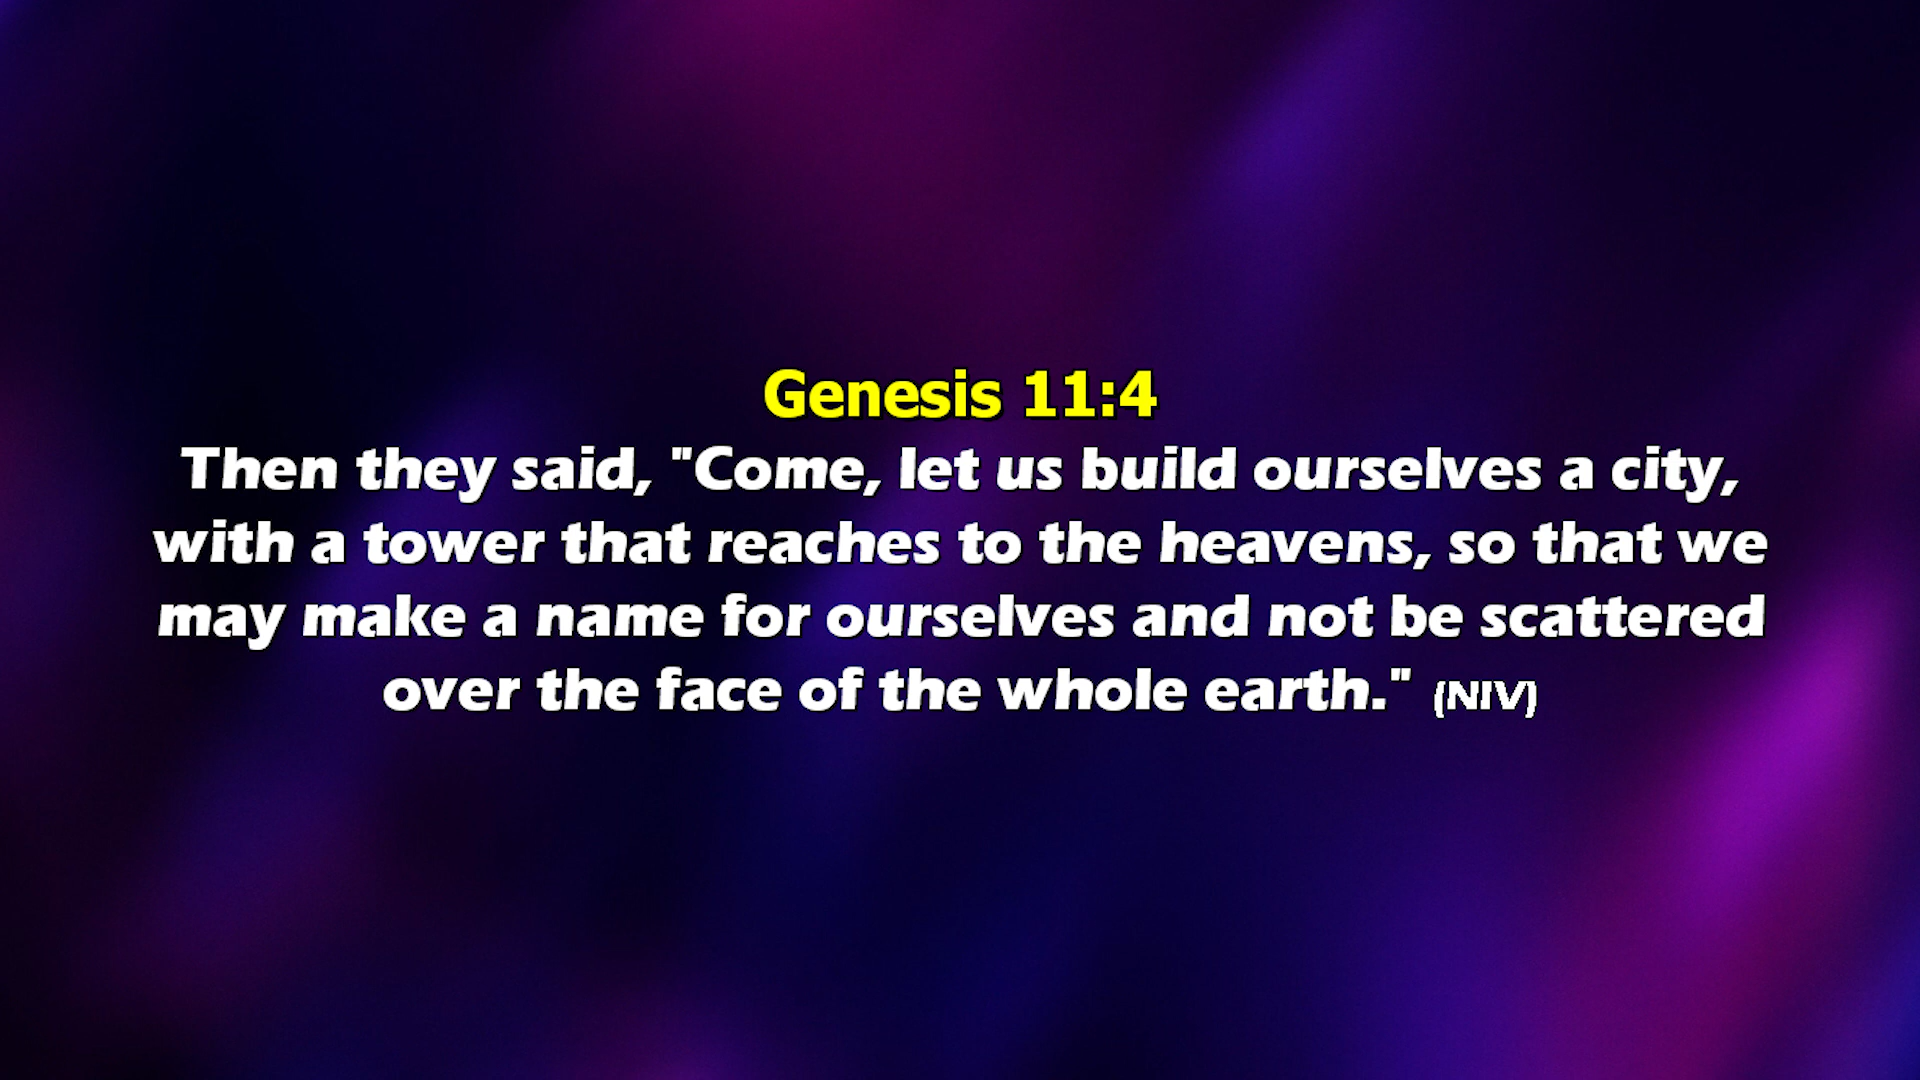 Genesis 11:4
Then they said, "Come, let us build ourselves a city,
with a tower that reaches to the heavens, so that we
may make a name for ourselves and not be scattered
over the face of the whole earth." (NIV)